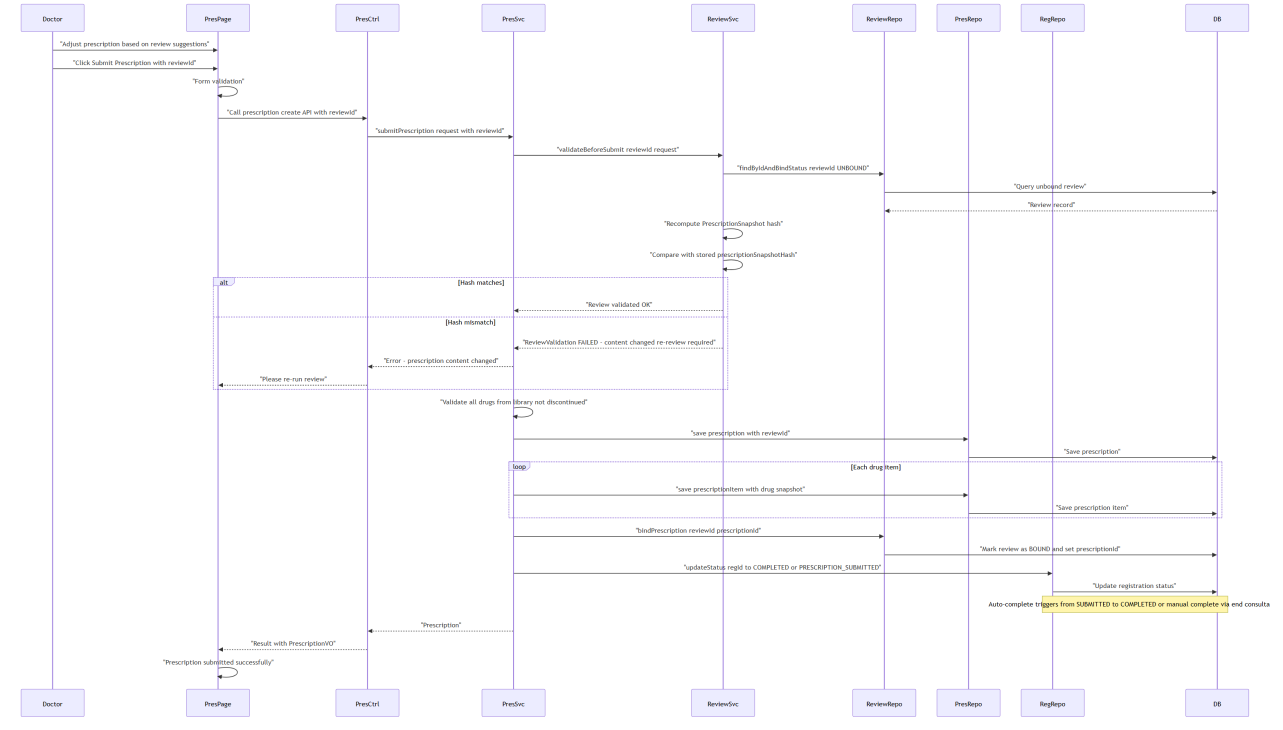 Doctor PresPage PresCtrl PresSvc ReviewSvc ReviewRepo PresRepo RegRepo DB
"Adjust prescription based on review suggestions"
"Click Submit Prescription with reviewId"
"Form validation"
"Call prescription create API with reviewId"
"submitPrescription request with reviewId"
"validateBeforeSubmit reviewId request"
"findByIdAndBindStatus reviewId UNBOUND"
"Query unbound review"
"Review record"
"Recompute PrescriptionSnapshot hash"
"Compare with stored prescriptionSnapshotHash"
alt [Hash matches]
"Review validated OK"
[Hash mismatch]
"ReviewValidation FAILED - content changed re-review required"
"Error - prescription content changed"
"Please re-run review"
"Validate all drugs from library not discontinued"
"save prescription with reviewId"
"Save prescription"
loop [Each drug item]
"save prescriptionItem with drug snapshot"
"Save prescription item"
"bindPrescription reviewId prescriptionId"
"Mark review as BOUND and set prescriptionId"
"updateStatus regId to COMPLETED or PRESCRIPTION_SUBMITTED"
"Update registration status"
Auto-complete triggers from SUBMITTED to COMPLETED or manual complete via end consulta
"Prescription"
"Result with PrescriptionVO"
"Prescription submitted successfully"
Doctor PresPage PresCtrl PresSvc ReviewSvc ReviewRepo PresRepo RegRepo DB